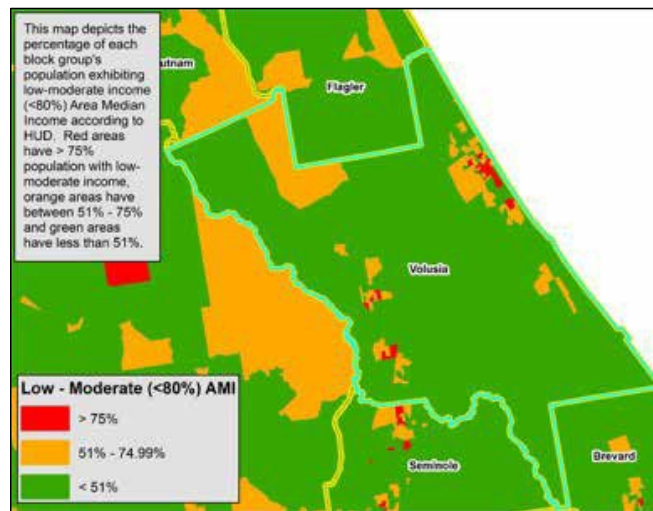 This map depicts the
percentage of each
block group's
population exhibiting
low-moderate income
(<80%) Area Median
Income according to
HUD. Red areas
have > 75%
population with low-
moderate income,
orange areas have
between 51% - 75%
and green areas
have less than 51%.
utnam
Flagler
Volusia
Low - Moderate (<80%) AMI
> 75%
51% - 74.99%
< 51%
Seminole
Brevard